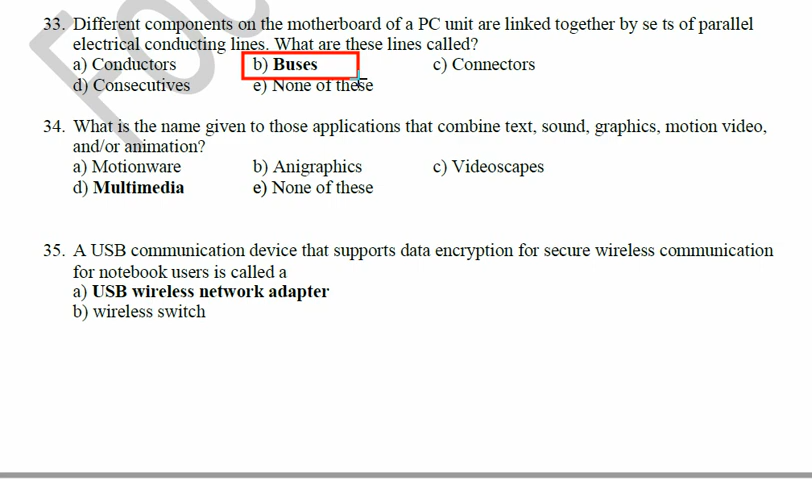 33. Different components on the motherboard of a PC unit are linked together by se ts of parallel
electrical conducting lines. What are these lines called?
a) Conductors b) Buses c) Connectors
d) Consecutives e) None of these
34. What is the name given to those applications that combine text, sound, graphics, motion video,
and/or animation?
a) Motionware b) Anigraphics c) Videoscapes
d) Multimedia e) None of these
35. A USB communication device that supports data encryption for secure wireless communication
for notebook users is called a
a) USB wireless network adapter
b) wireless switch